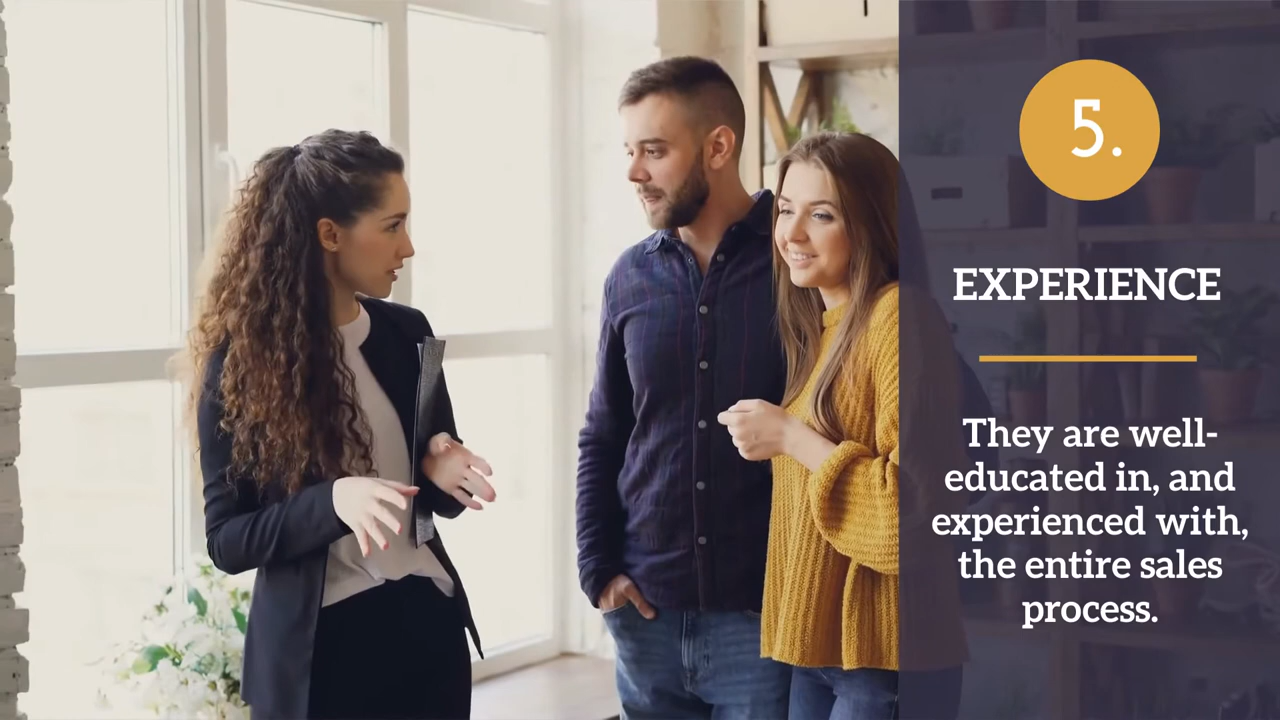 5.
EXPERIENCE
They are well-
educated in, and
experienced with,
the entire sales
process.